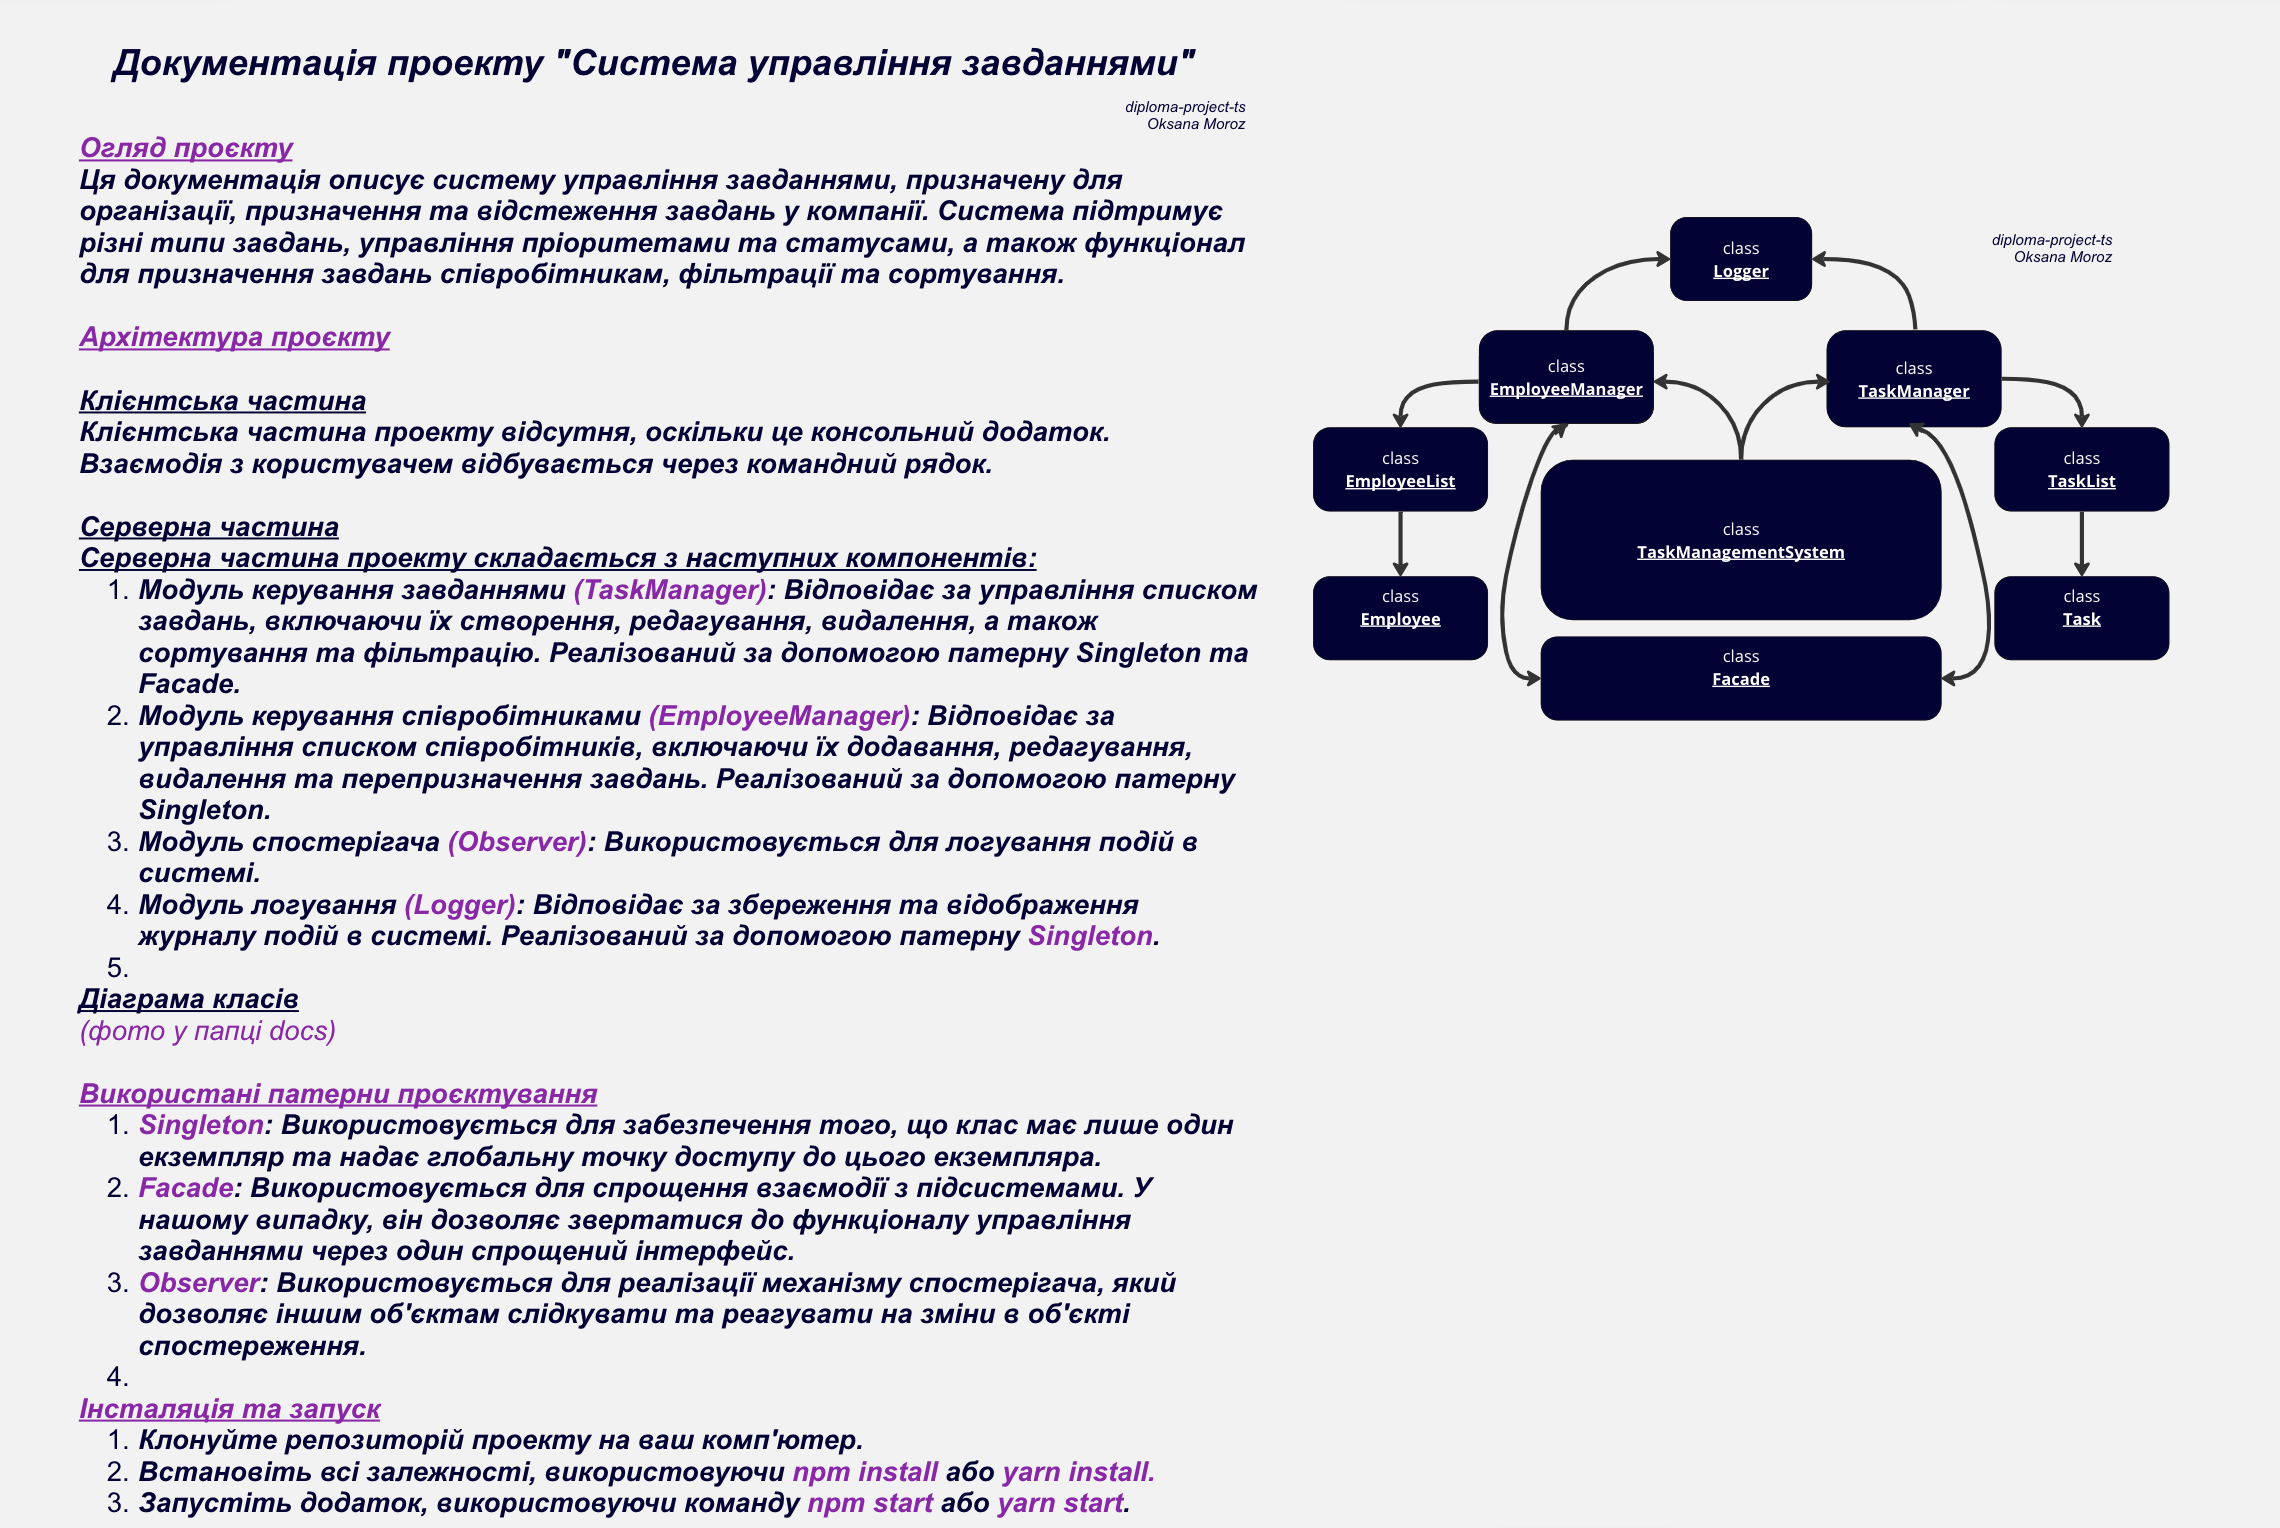 Документація проекту "Система управління завданнями"
diploma-project-ts
Oksana Moroz
Огляд проєкту
Ця документація описує систему управління завданнями, призначену для
організації, призначення та відстеження завдань у компанії. Система підтримує
різні типи завдань, управління пріоритетами та статусами, а також функціонал
для призначення завдань співробітникам, фільтрації та сортування.
Архітектура проєкту
Клієнтська частина
Клієнтська частина проекту відсутня, оскільки це консольний додаток.
Взаємодія з користувачем відбувається через командний рядок.
Серверна частина
Серверна частина проекту складається з наступних компонентів:
1. Модуль керування завданнями (TaskManager): Відповідає за управління списком
завдань, включаючи їх створення, редагування, видалення, а також
сортування та фільтрацію. Реалізований за допомогою патерну Singleton та
Facade.
2. Модуль керування співробітниками (EmployeeManager): Відповідає за
управління списком співробітників, включаючи їх додавання, редагування,
видалення та перепризначення завдань. Реалізований за допомогою патерну
Singleton.
3. Модуль спостерігача (Observer): Використовується для логування подій в
системі.
4. Модуль логування (Logger): Відповідає за збереження та відображення
журналу подій в системі. Реалізований за допомогою патерну Singleton.
5.
Діаграма класів
(фото у папці docs)
Використані патерни проєктування
1. Singleton: Використовується для забезпечення того, що клас має лише один
екземпляр та надає глобальну точку доступу до цього екземпляра.
2. Facade: Використовується для спрощення взаємодії з підсистемами. У
нашому випадку, він дозволяє звертатися до функціоналу управління
завданнями через один спрощений інтерфейс.
3. Observer: Використовується для реалізації механізму спостерігача, який
дозволяє іншим об'єктам слідкувати та реагувати на зміни в об'єкті
спостереження.
4.
Інсталяція та запуск
1. Клонуйте репозиторій проекту на ваш комп'ютер.
2. Встановіть всі залежності, використовуючи npm install або yarn install.
3. Запустіть додаток, використовуючи команду npm start або yarn start.
diploma-project-ts
Oksana Moroz
class
Logger
class
EmployeeManager
class
TaskManager
class
EmployeeList
class
TaskList
class
TaskManagementSystem
class
Employee
class
Task
class
Facade